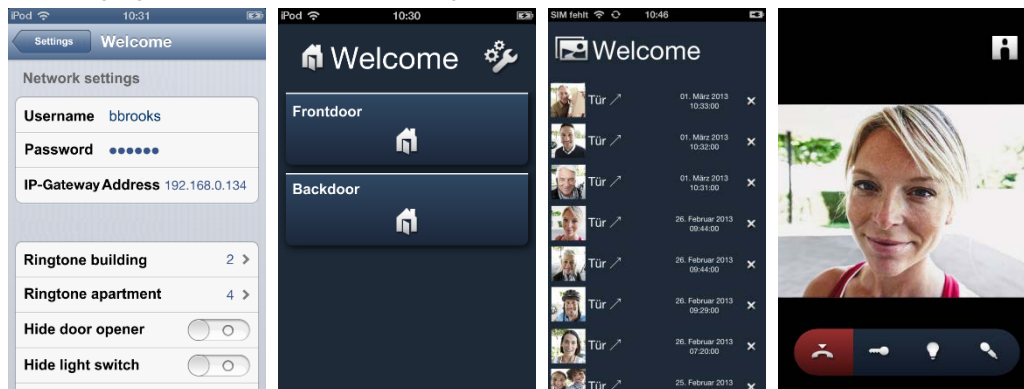 iPod 10:31
Settings Welcome
Network settings
Username bbrooks
Password ●●●●●●
IP-Gateway Address 192.168.0.134
Ringtone building 2
Ringtone apartment 4
Hide door opener
Hide light switch
iPod 10:30
Welcome
Frontdoor
Backdoor
SIM fehlt 10:46
Welcome
Tür 01. März 2013
10:33:00
Tür 01. März 2013
10:32:00
Tür 01. März 2013
10:31:00
Tür 26. Februar 2013
09:44:00
Tür 26. Februar 2013
09:44:00
Tür 26. Februar 2013
09:29:00
Tür 26. Februar 2013
07:20:00
Tür 25. Februar 2013